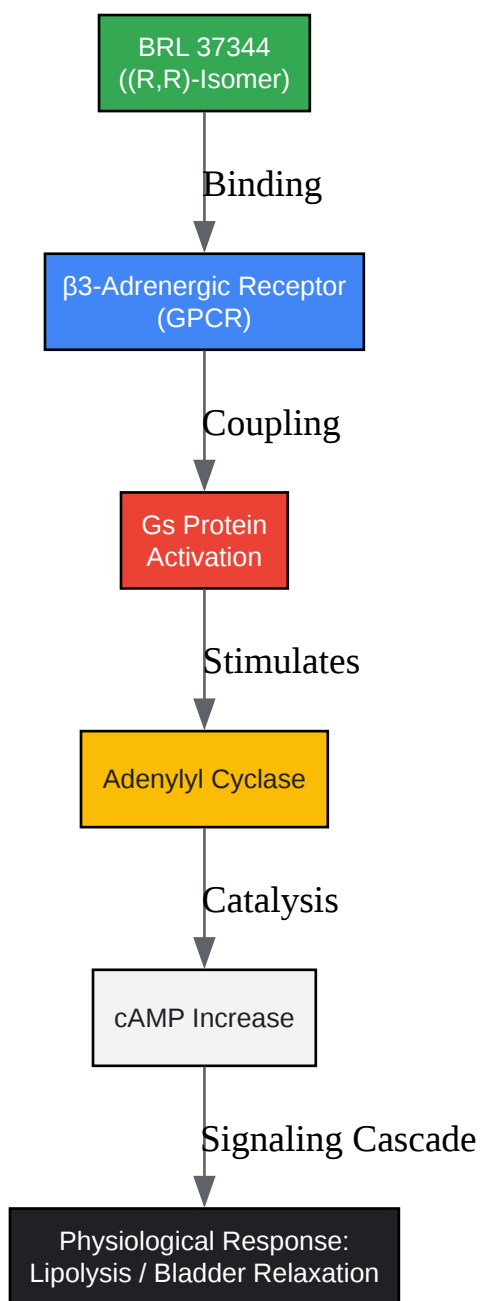 BRL 37344
((R,R)-Isomer)
Binding
β3-Adrenergic Receptor
(GPCR)
Coupling
Gs Protein
Activation
Stimulates
Adenylyl Cyclase
Catalysis
cAMP Increase
Signaling Cascade
Physiological Response:
Lipolysis / Bladder Relaxation